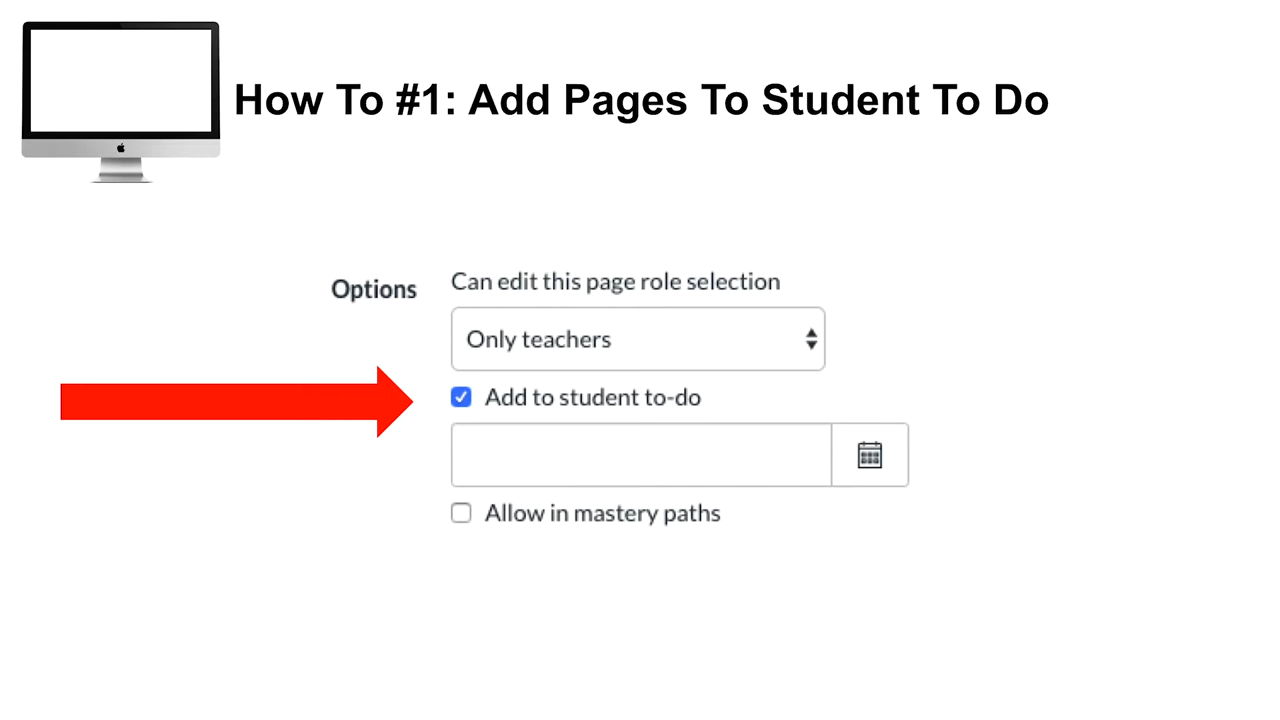 How To #1: Add Pages To Student To Do
Options
Can edit this page role selection
Only teachers
Add to student to-do
Allow in mastery paths